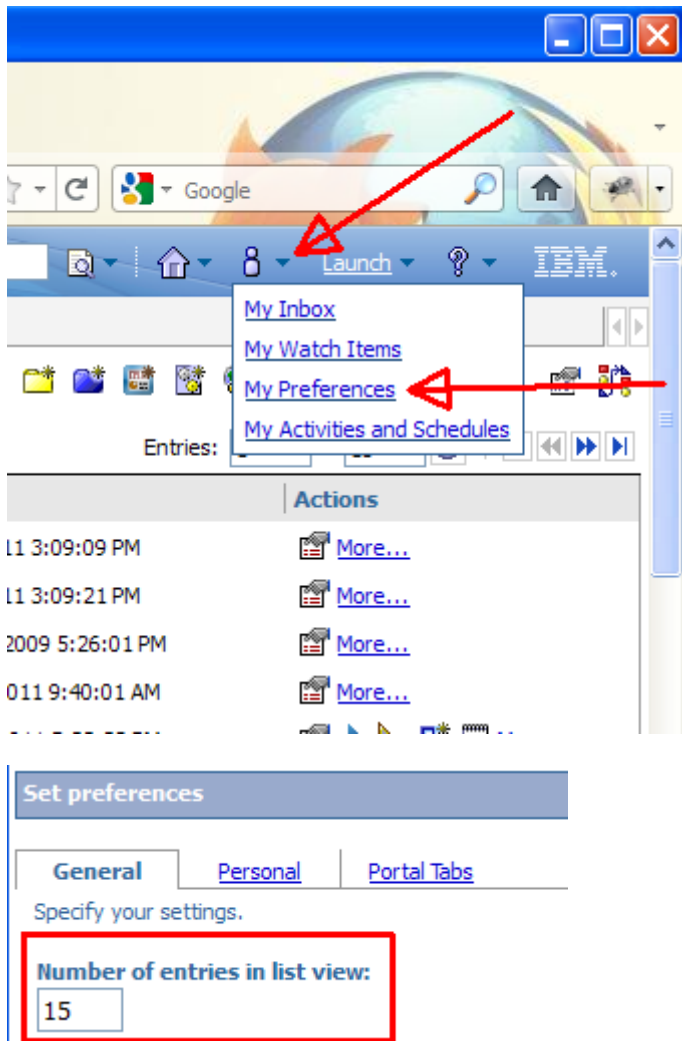 Google
Launch
IBM.
My Inbox
My Watch Items
My Preferences
My Activities and Schedules
Entries:
Actions
11 3:09:09 PM
More...
11 3:09:21 PM
More...
2009 5:26:01 PM
More...
011 9:40:01 AM
More...
Set preferences
General Personal Portal Tabs
Specify your settings.
Number of entries in list view:
15